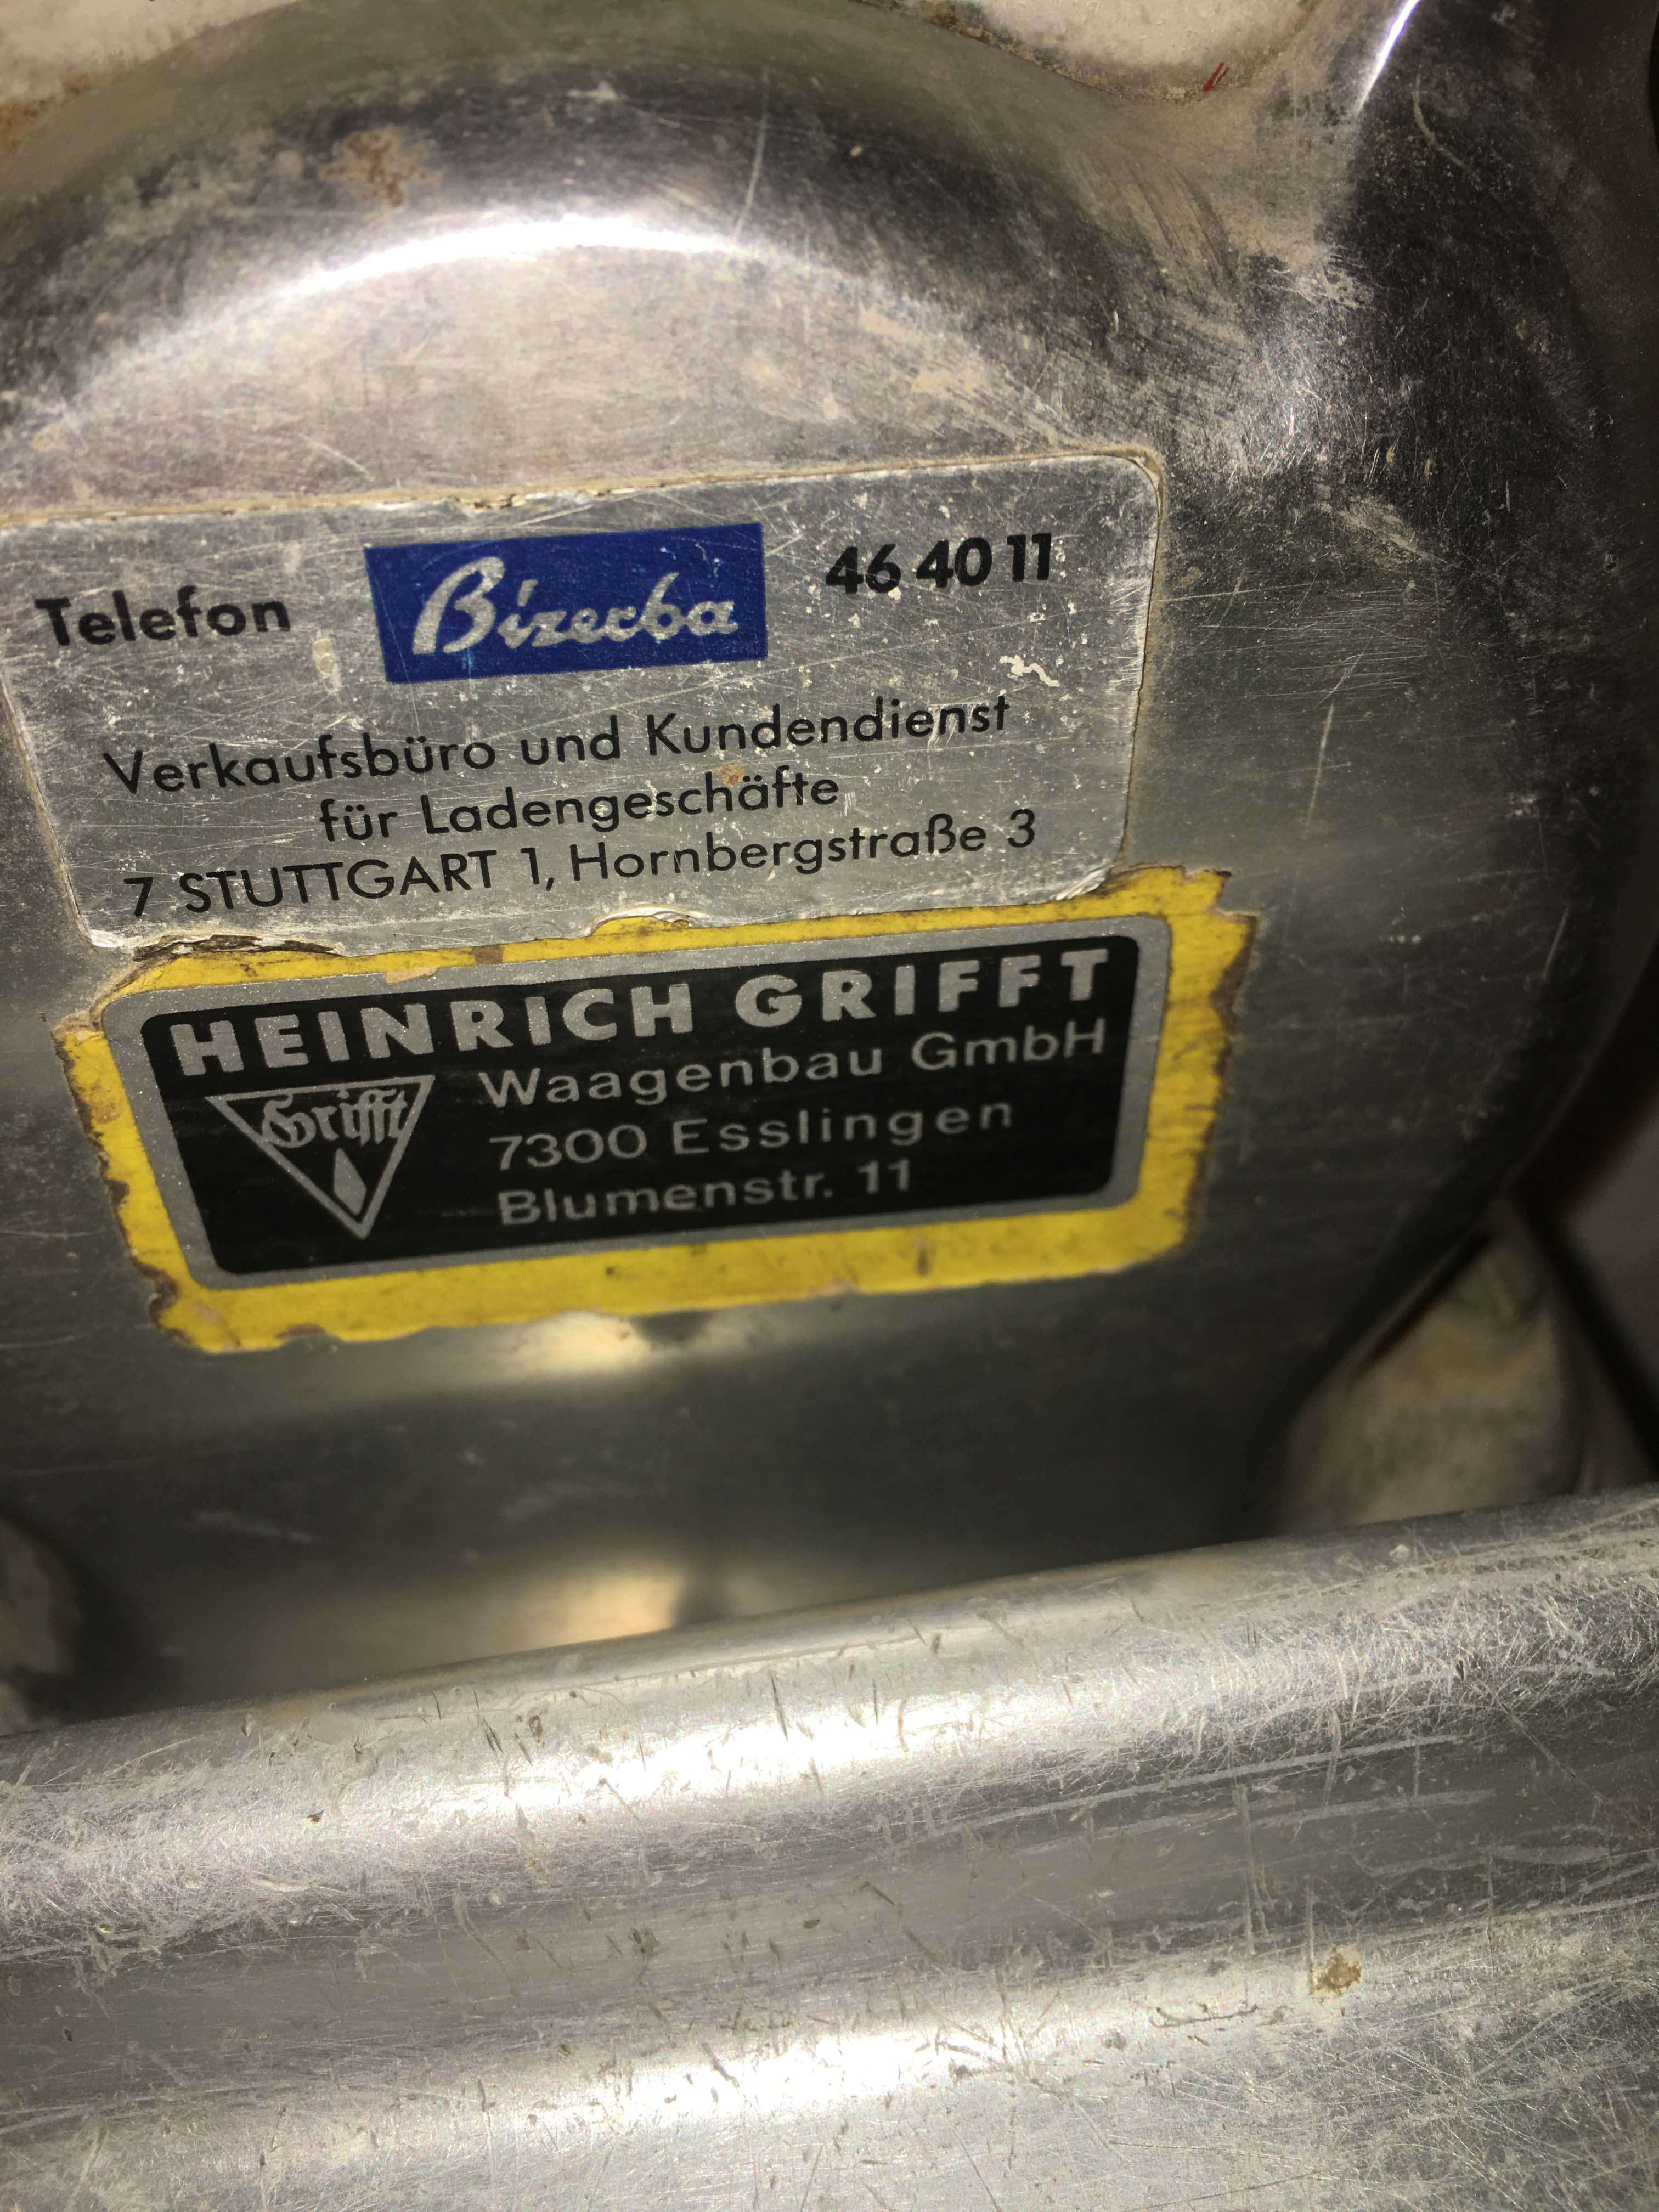 Telefon Bizerba 46 40 11
Verkaufsbüro und Kundendienst
für Ladengeschäfte
7 STUTTGART 1, Hornbergstraße 3
HEINRICH GRIFFT
Grifft
Waagenbau GmbH
7300 Esslingen
Blumenstr. 11